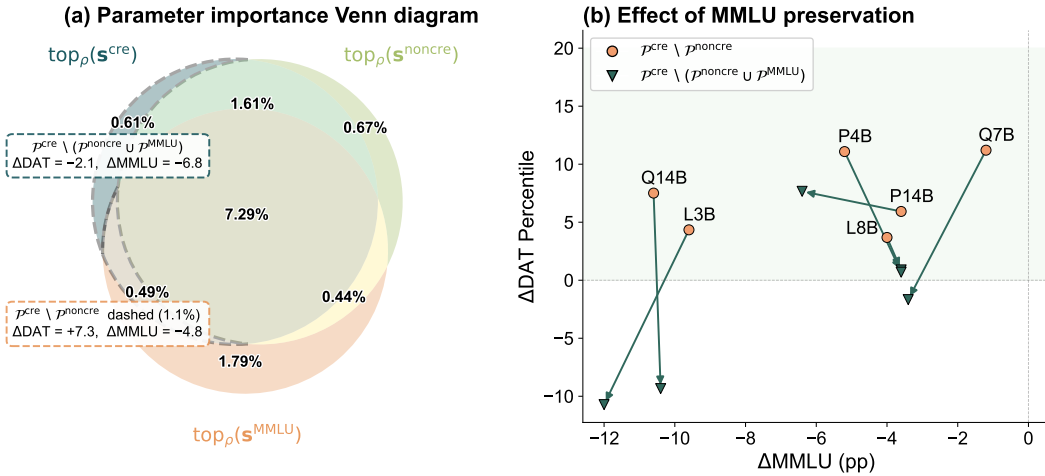 (a) Parameter importance Venn diagram
topρ(s^cre)
topρ(s^noncre)
1.61%
0.61%
0.67%
𝒫^cre \ (𝒫^noncre ∪ 𝒫^MMLU)
ΔDAT = −2.1, ΔMMLU = −6.8
7.29%
0.49%
0.44%
𝒫^cre \ 𝒫^noncre dashed (1.1%)
ΔDAT = +7.3, ΔMMLU = −4.8
1.79%
topρ(s^MMLU)
(b) Effect of MMLU preservation
𝒫^cre \ 𝒫^noncre
𝒫^cre \ (𝒫^noncre ∪ 𝒫^MMLU)
ΔDAT Percentile
20
15
10
5
0
−5
−10
P4B
Q7B
Q14B
P14B
L3B
L8B
−12
−10
−8
−6
−4
−2
0
ΔMMLU (pp)